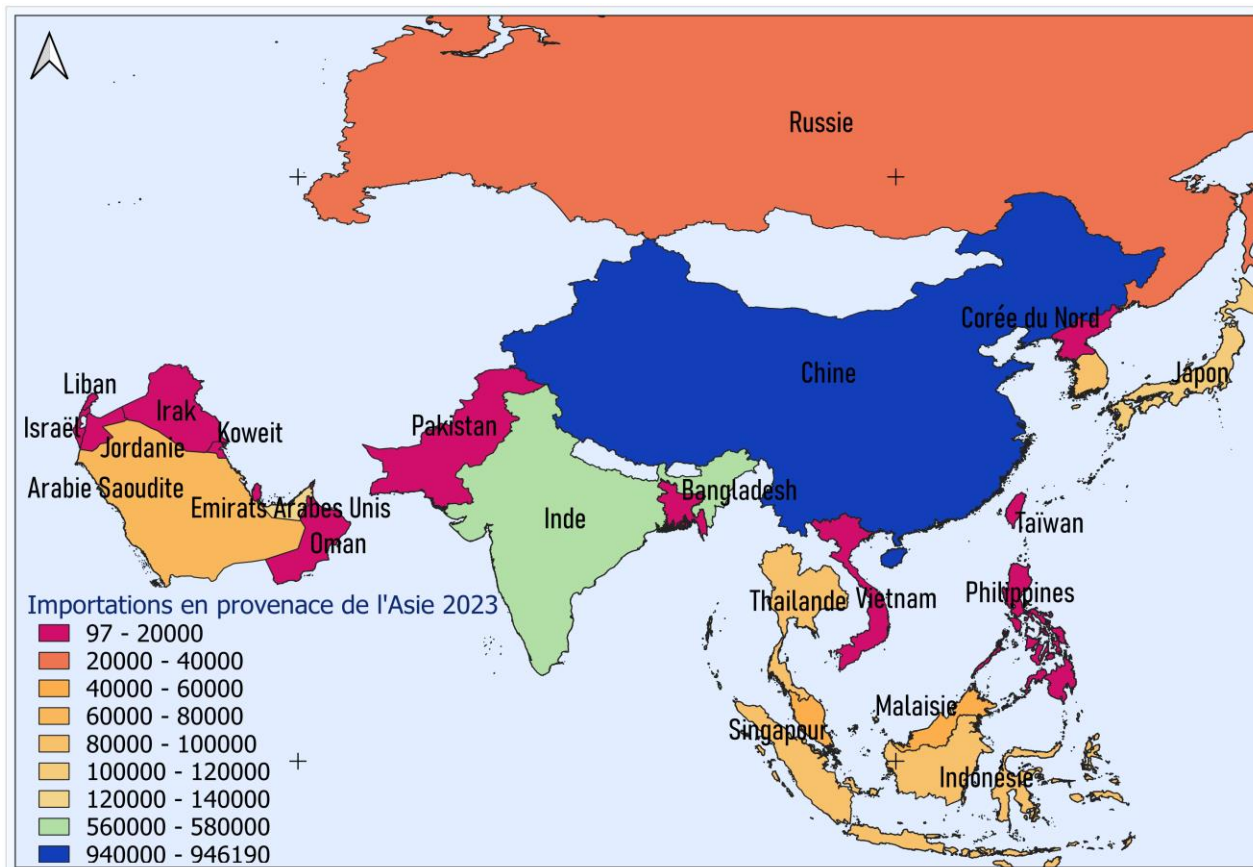 Russie
Corée du Nord
Chine
Japon
Liban
Irak
Israël
Koweit
Pakistan
Jordanie
Arabie Saoudite
Bangladesh
Emirats Arabes Unis
Inde
Taïwan
Oman
Thailande
Vietnam
Philippines
Malaisie
Singapour
Indonésie
Importations en provenace de l'Asie 2023
97 - 20000
20000 - 40000
40000 - 60000
60000 - 80000
80000 - 100000
100000 - 120000
120000 - 140000
560000 - 580000
940000 - 946190